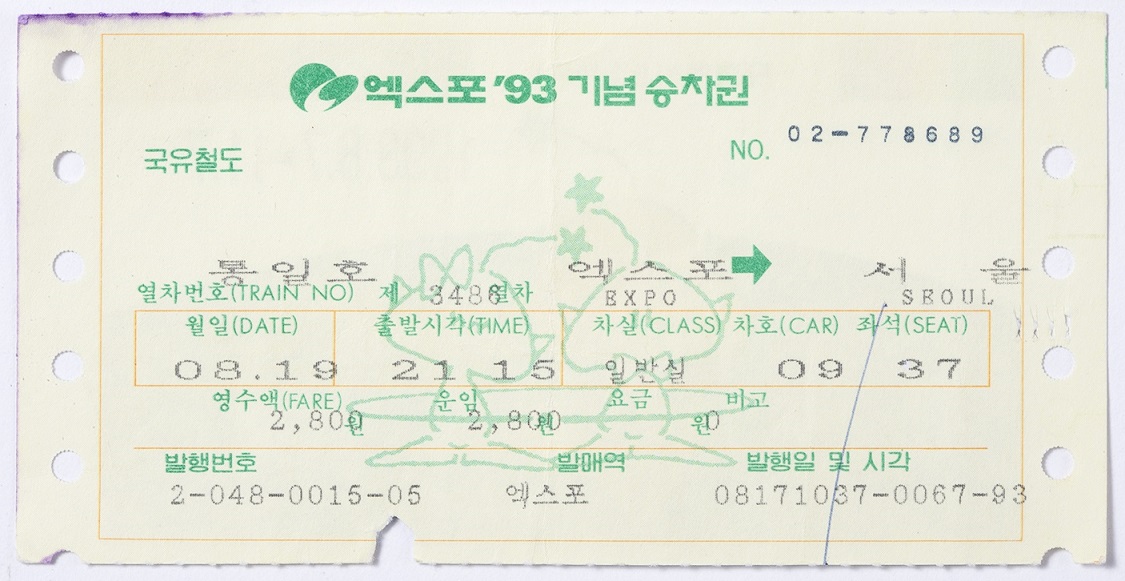 엑스포 '93 기념 승차권
NO. 02-778689
국유철도
통일호 엑스포 서울
열차번호(TRAIN NO) 제 3486 열차 EXPO SEOUL
월일(DATE) 출발시각(TIME) 차실(CLASS) 차호(CAR) 좌석(SEAT)
08.19 21 15 일반실 09 37
영수액(FARE) 운임 요금 비고
2,800원 2,800원 0원
발행번호 발매역 발행일 및 시각
2-048-0015-05 엑스포 08171037-0067-93